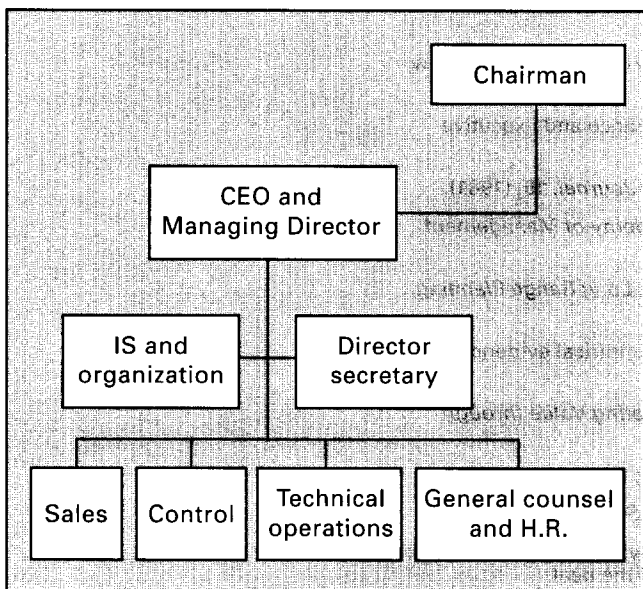 Chairman
CEO and
Managing Director
IS and
organization
Director
secretary
Sales
Control
Technical
operations
General counsel
and H.R.